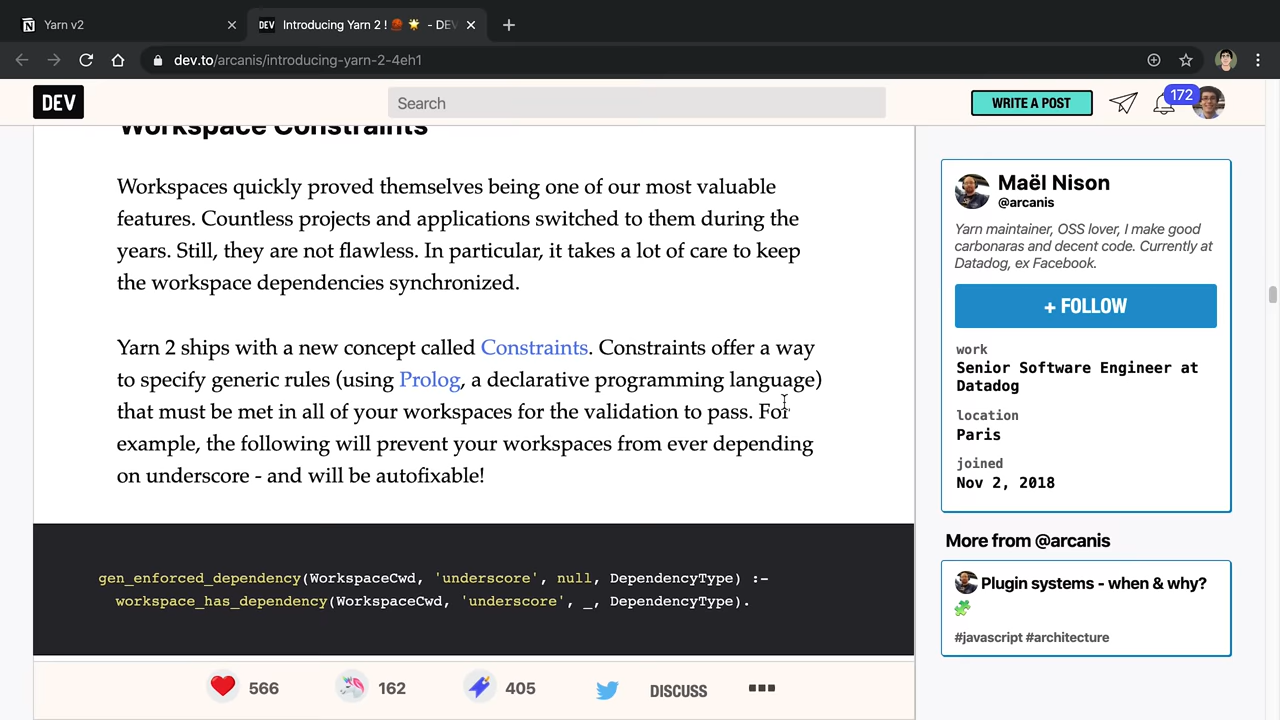 Yarn v2
DEV Introducing Yarn 2 ! - DEV
dev.to/arcanis/introducing-yarn-2-4eh1
DEV
Search
WRITE A POST
172
Workspace Constraints
Workspaces quickly proved themselves being one of our most valuable
features. Countless projects and applications switched to them during the
years. Still, they are not flawless. In particular, it takes a lot of care to keep
the workspace dependencies synchronized.
Yarn 2 ships with a new concept called Constraints. Constraints offer a way
to specify generic rules (using Prolog, a declarative programming language)
that must be met in all of your workspaces for the validation to pass. For
example, the following will prevent your workspaces from ever depending
on underscore - and will be autofixable!
gen_enforced_dependency(WorkspaceCwd, 'underscore', null, DependencyType) :-
workspace_has_dependency(WorkspaceCwd, 'underscore', _, DependencyType).
566
162
405
DISCUSS
Maël Nison
@arcanis
Yarn maintainer, OSS lover, I make good
carbonaras and decent code. Currently at
Datadog, ex Facebook.
+ FOLLOW
work
Senior Software Engineer at
Datadog
location
Paris
joined
Nov 2, 2018
More from @arcanis
Plugin systems - when & why?
#javascript #architecture